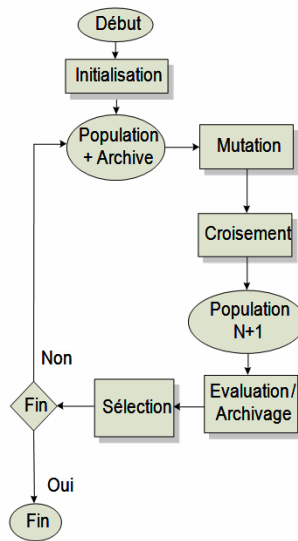 Début
Initialisation
Population
+ Archive
Mutation
Croisement
Population
N+1
Evaluation/
Archivage
Sélection
Fin
Non
Oui
Fin